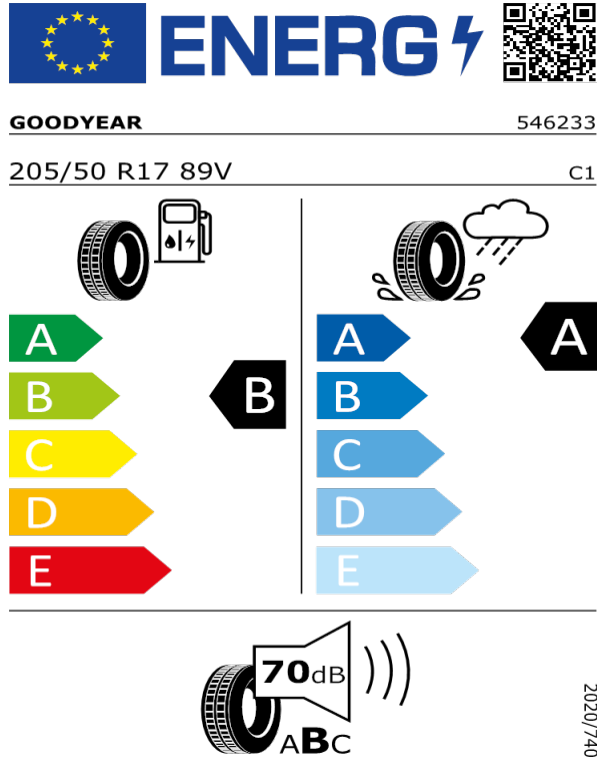 ENERG
GOODYEAR 546233
205/50 R17 89V C1
A
B
C
D
E
B
A
B
C
D
E
A
70dB
ABC
2020/740